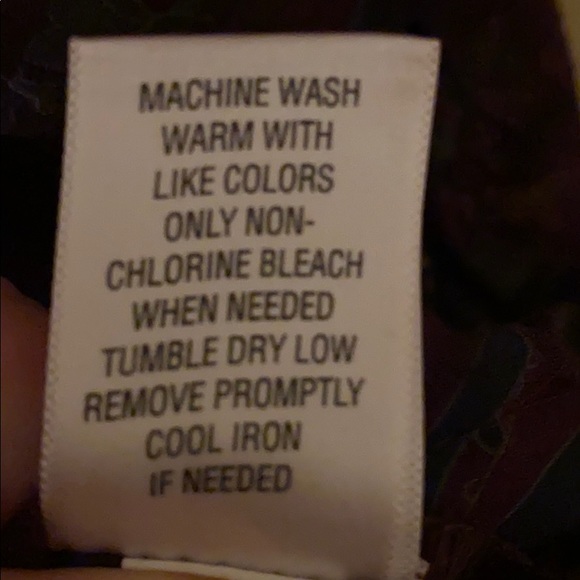 MACHINE WASH
WARM WITH
LIKE COLORS
ONLY NON-
CHLORINE BLEACH
WHEN NEEDED
TUMBLE DRY LOW
REMOVE PROMPTLY
COOL IRON
IF NEEDED